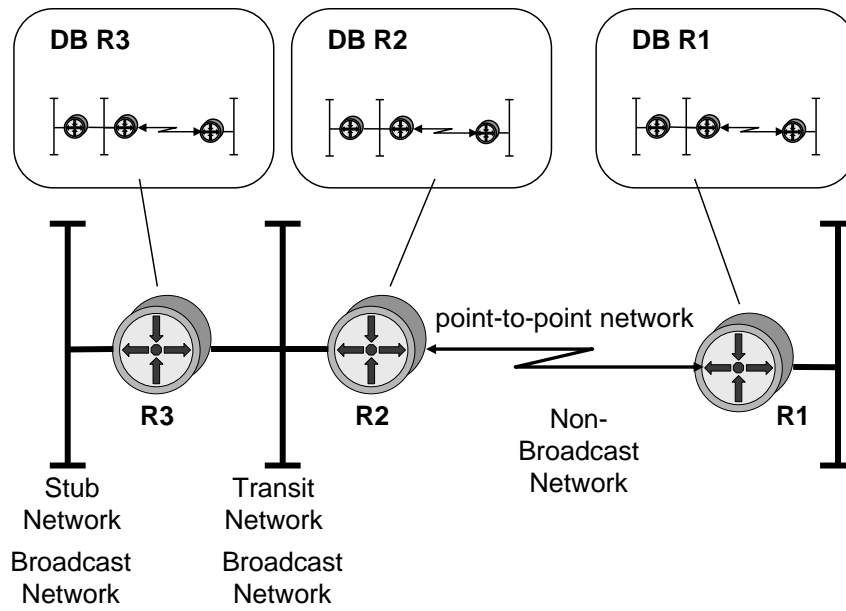 DB R3
DB R2
DB R1
point-to-point network
R3
R2
R1
Non-
Broadcast
Network
Stub
Network
Broadcast
Network
Transit
Network
Broadcast
Network